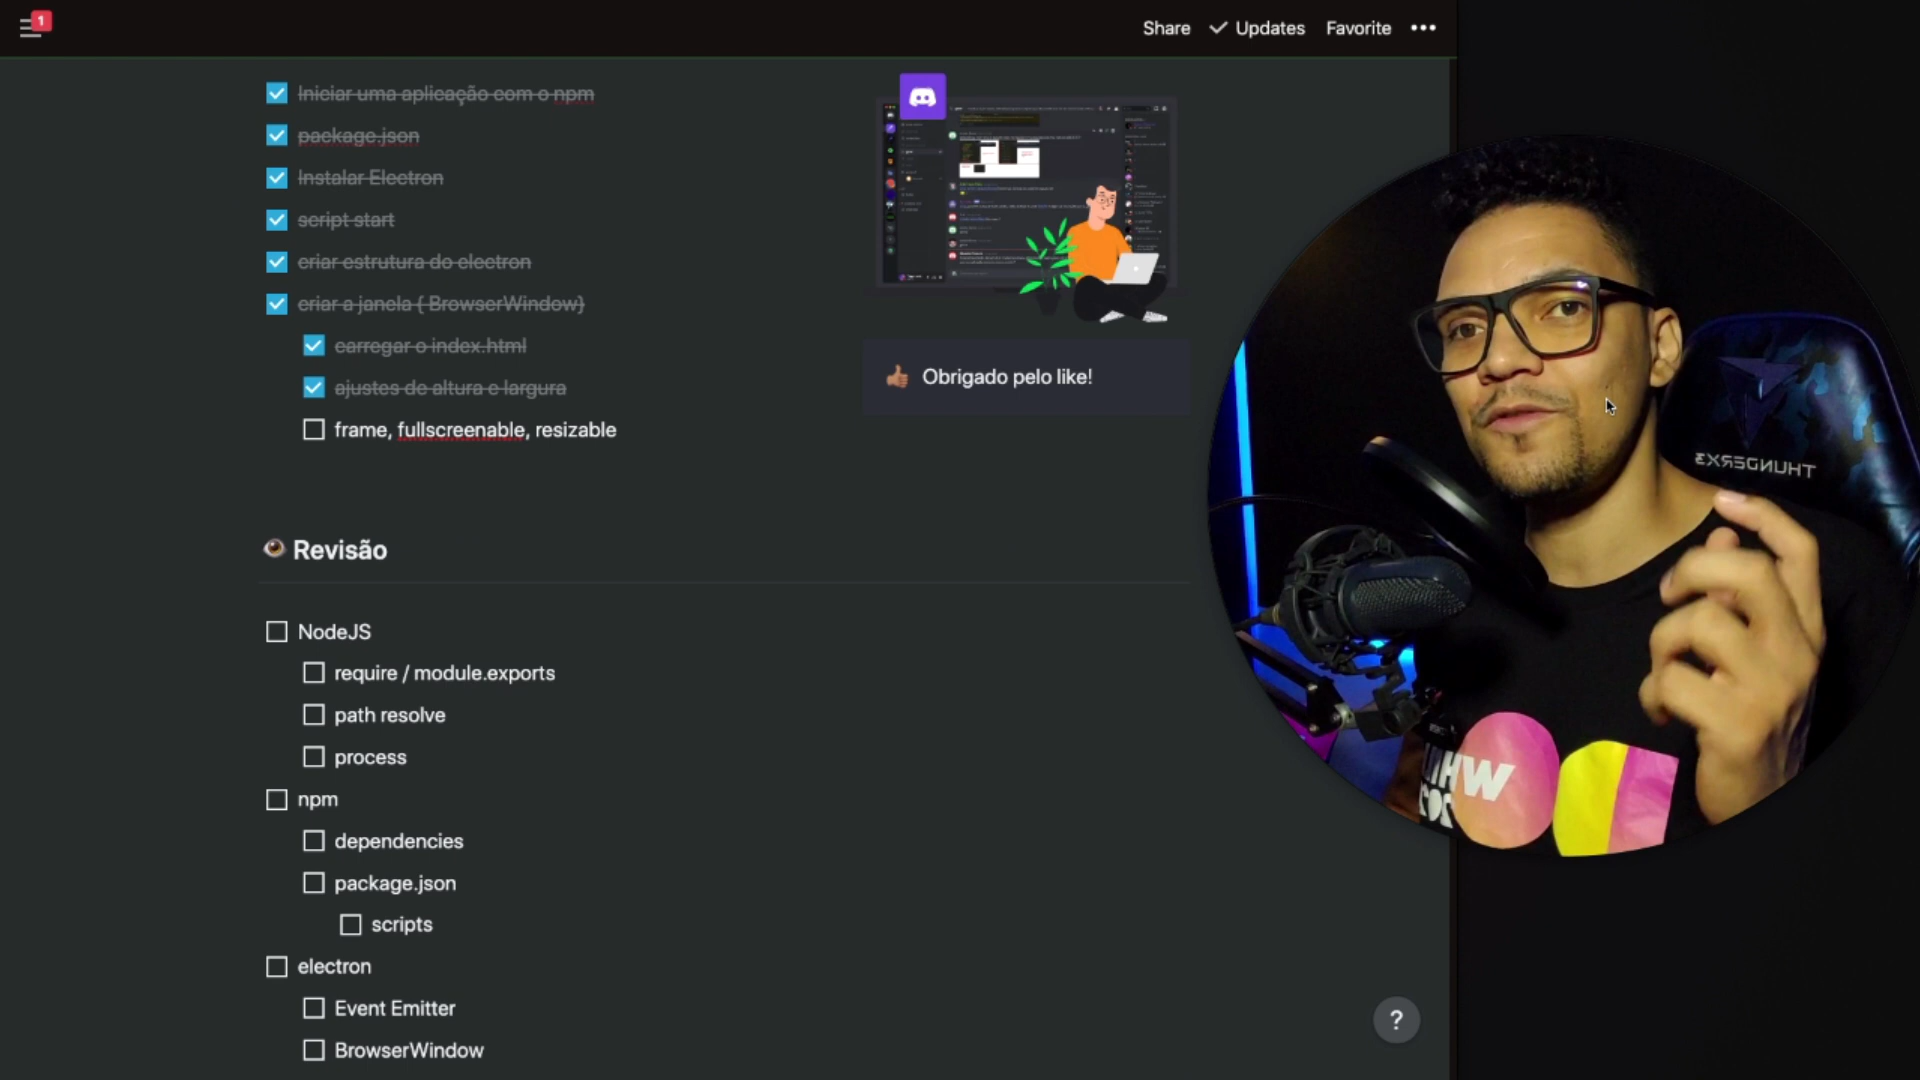 1
Share
Updates
Favorite
Iniciar uma aplicação com o npm
package.json
Instalar Electron
script start
criar estrutura do electron
criar a janela { BrowserWindow}
carregar o index.html
ajustes de altura e largura
frame, fullscreenable, resizable
Obrigado pelo like!
THUNDERX3
Revisão
NodeJS
require / module.exports
path resolve
process
npm
dependencies
package.json
scripts
electron
Event Emitter
BrowserWindow
?